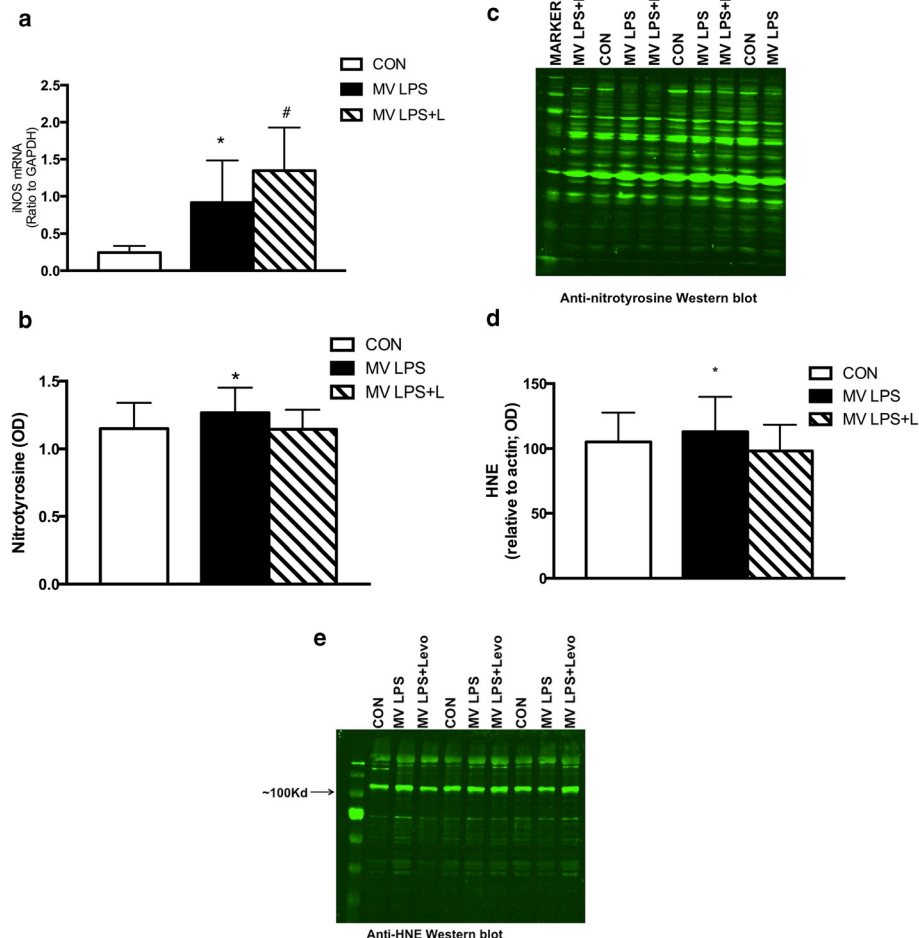 a
CON
MV LPS
MV LPS+L
2.5
2.0
1.5
1.0
0.5
0.0
iNOS mRNA
(Ratio to GAPDH)
*
#
b
CON
MV LPS
MV LPS+L
1.5
1.0
0.5
0.0
Nitrotyrosine (OD)
*
c
MARKER
MV LPS+
CON
MV LPS
MV LPS+
CON
MV LPS
MV LPS+
CON
MV LPS
Anti-nitrotyrosine Western blot
d
CON
MV LPS
MV LPS+L
150
100
50
0
HNE
(relative to actin; OD)
*
e
CON
MV LPS
MV LPS+Levo
CON
MV LPS
MV LPS+Levo
CON
MV LPS
MV LPS+Levo
~100Kd
Anti-HNE Western blot